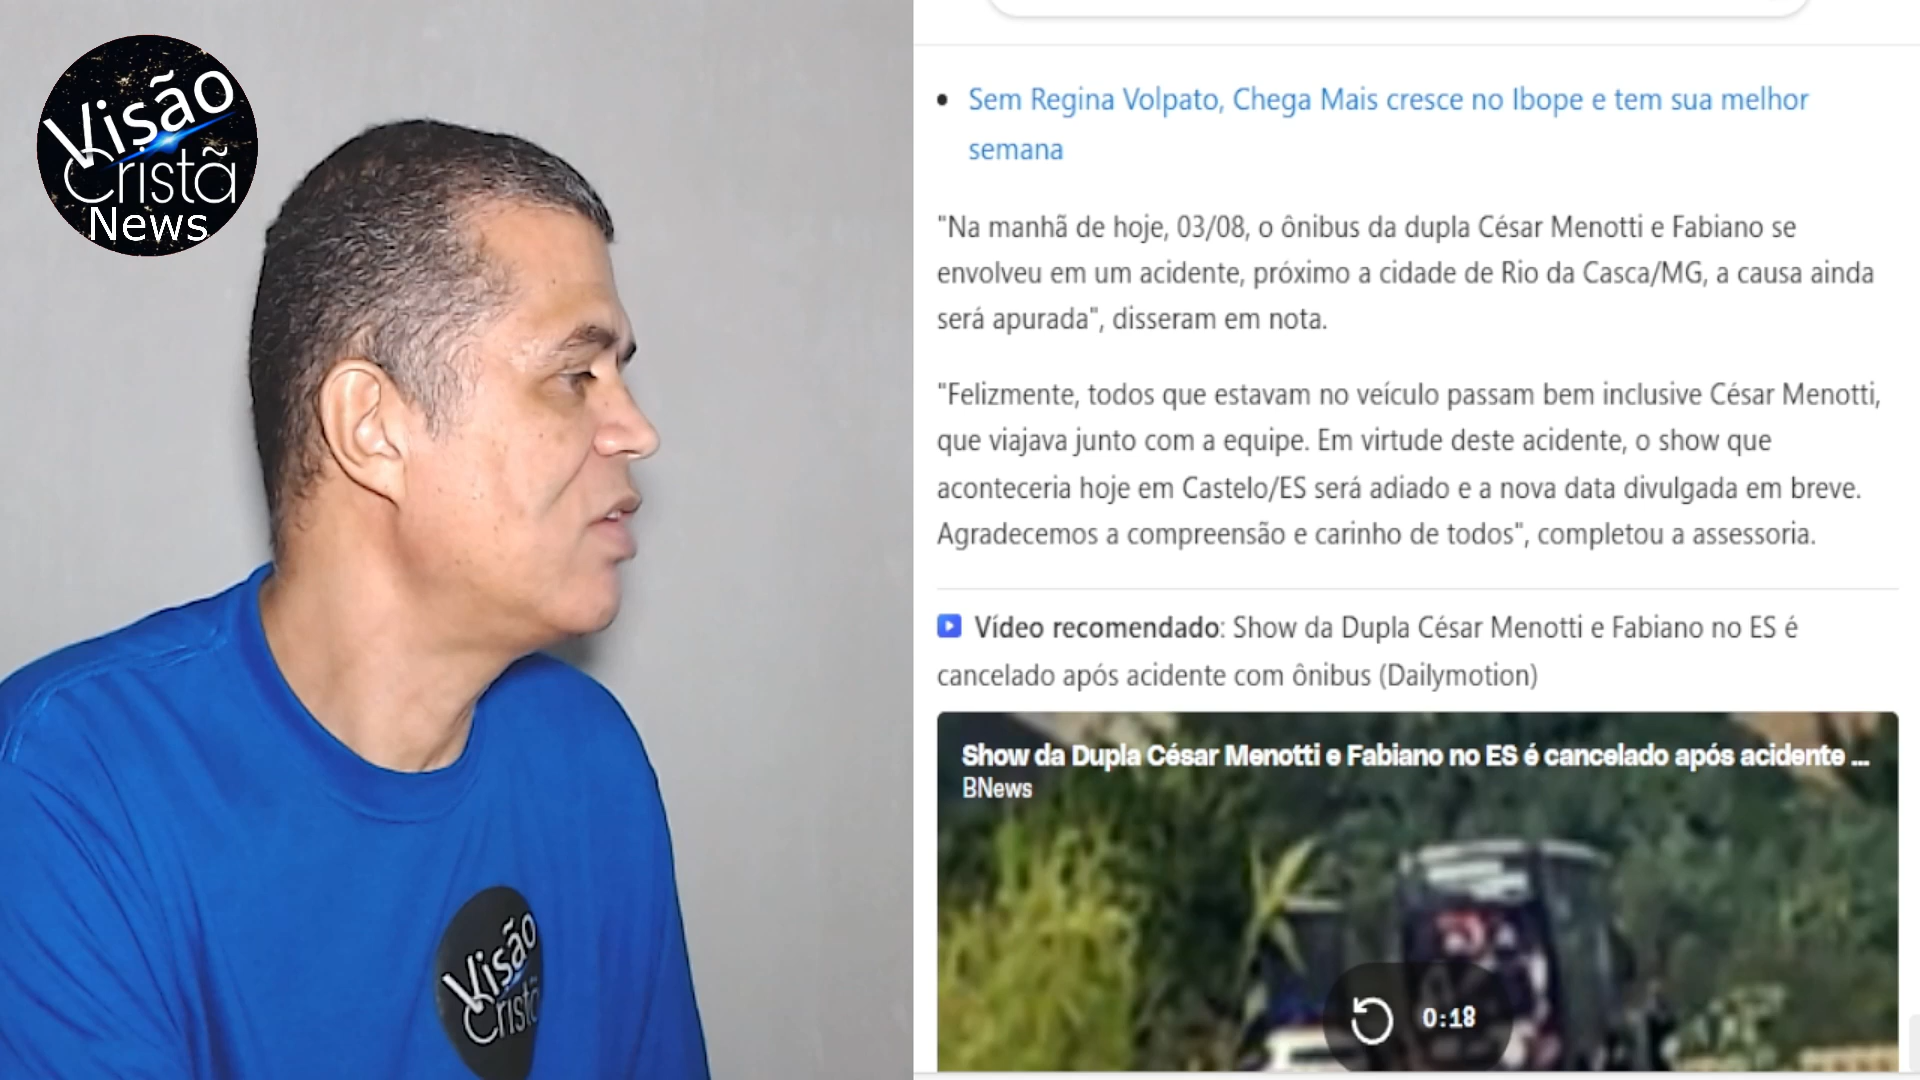 Visão
Cristã
News
Sem Regina Volpato, Chega Mais cresce no Ibope e tem sua melhor
semana
"Na manhã de hoje, 03/08, o ônibus da dupla César Menotti e Fabiano se
envolveu em um acidente, próximo a cidade de Rio da Casca/MG, a causa ainda
será apurada", disseram em nota.
"Felizmente, todos que estavam no veículo passam bem inclusive César Menotti,
que viajava junto com a equipe. Em virtude deste acidente, o show que
aconteceria hoje em Castelo/ES será adiado e a nova data divulgada em breve.
Agradecemos a compreensão e carinho de todos", completou a assessoria.
Vídeo recomendado: Show da Dupla César Menotti e Fabiano no ES é
cancelado após acidente com ônibus (Dailymotion)
Show da Dupla César Menotti e Fabiano no ES é cancelado após acidente ...
BNews
0:18
Visão
Cristã